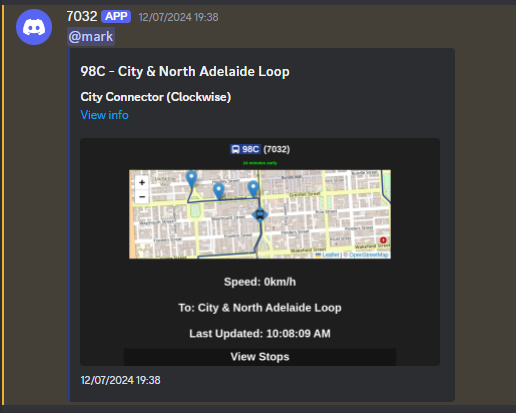 7032 APP 12/07/2024 19:38
@mark
98C - City & North Adelaide Loop
City Connector (Clockwise)
View info
98C (7032)
+
−
Leaflet | © OpenStreetMap
Speed: 0km/h
To: City & North Adelaide Loop
Last Updated: 10:08:09 AM
View Stops
12/07/2024 19:38